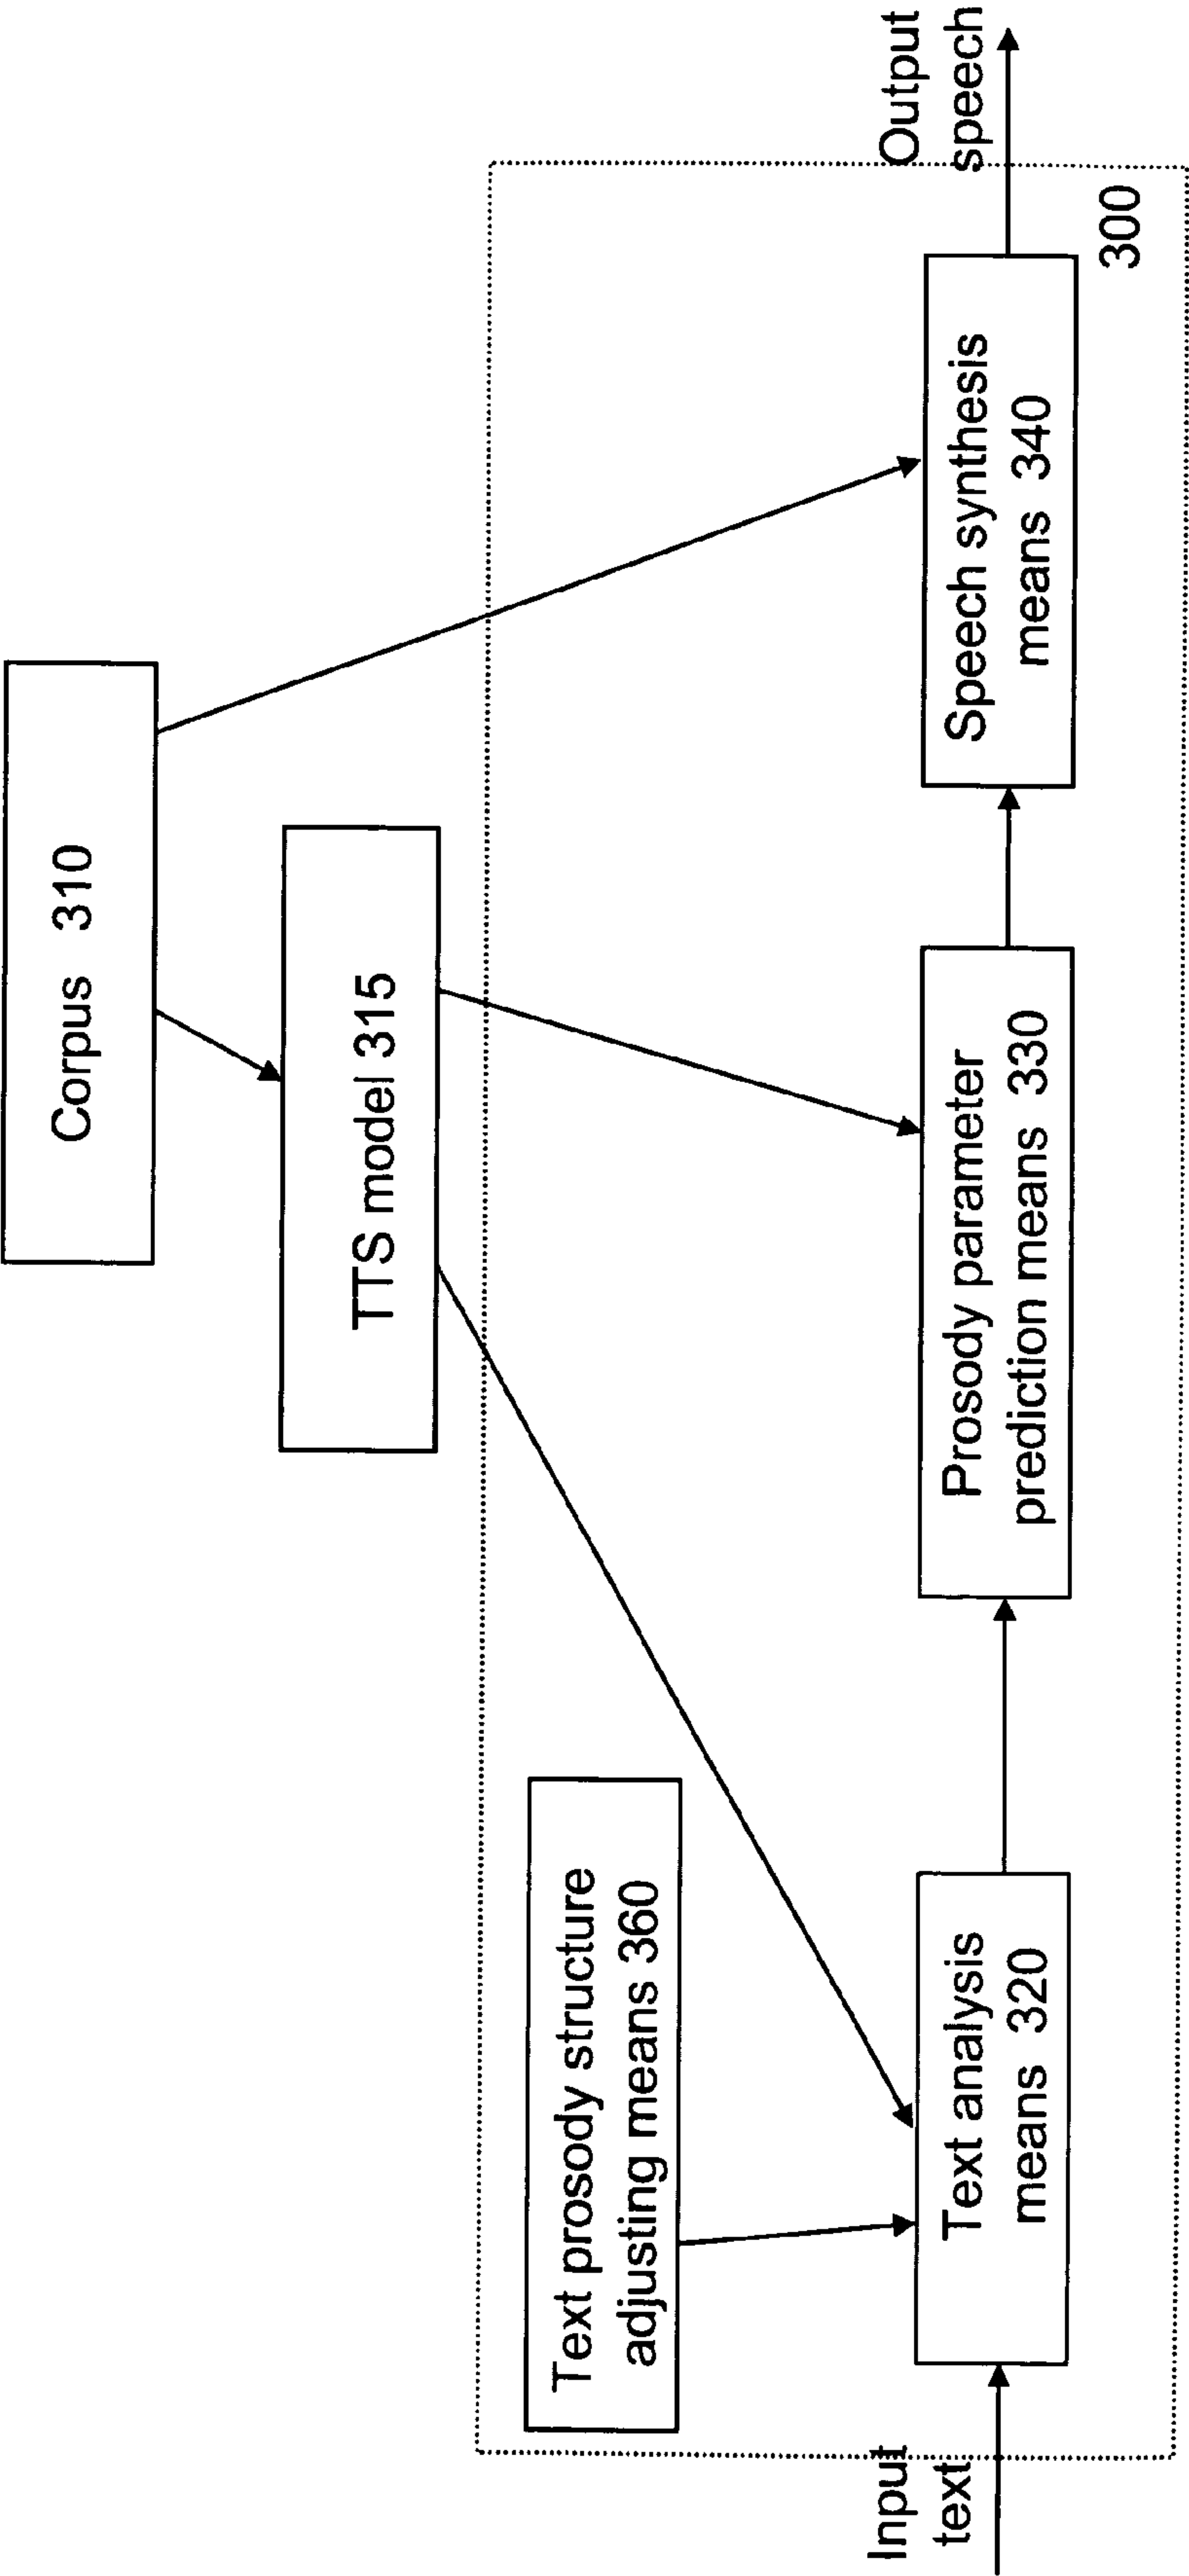 Corpus 310
TTS model 315
Text prosody structure
adjusting means 360
Input
text
Text analysis
means 320
Prosody parameter
prediction means 330
Speech synthesis
means 340
Output
speech
300